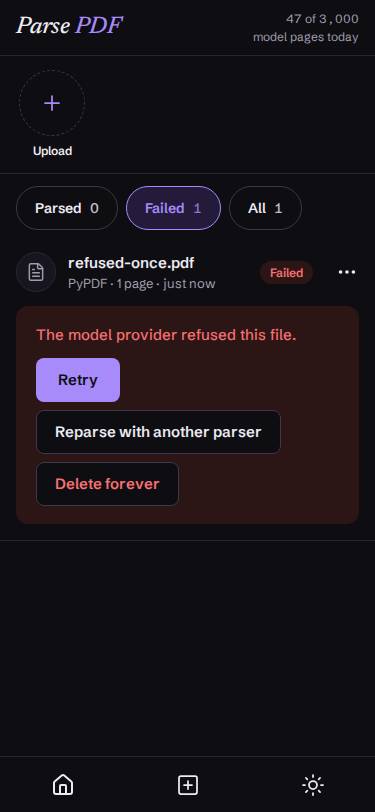 Parse PDF
47 of 3,000
model pages today
Upload
Parsed 0
Failed 1
All 1
refused-once.pdf
PyPDF · 1 page · just now
Failed
The model provider refused this file.
Retry
Reparse with another parser
Delete forever